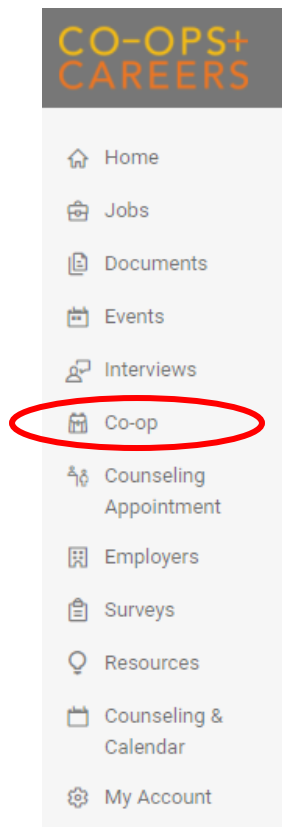 CO-OPS+
CAREERS
Home
Jobs
Documents
Events
Interviews
Co-op
Counseling
Appointment
Employers
Surveys
Resources
Counseling &
Calendar
My Account